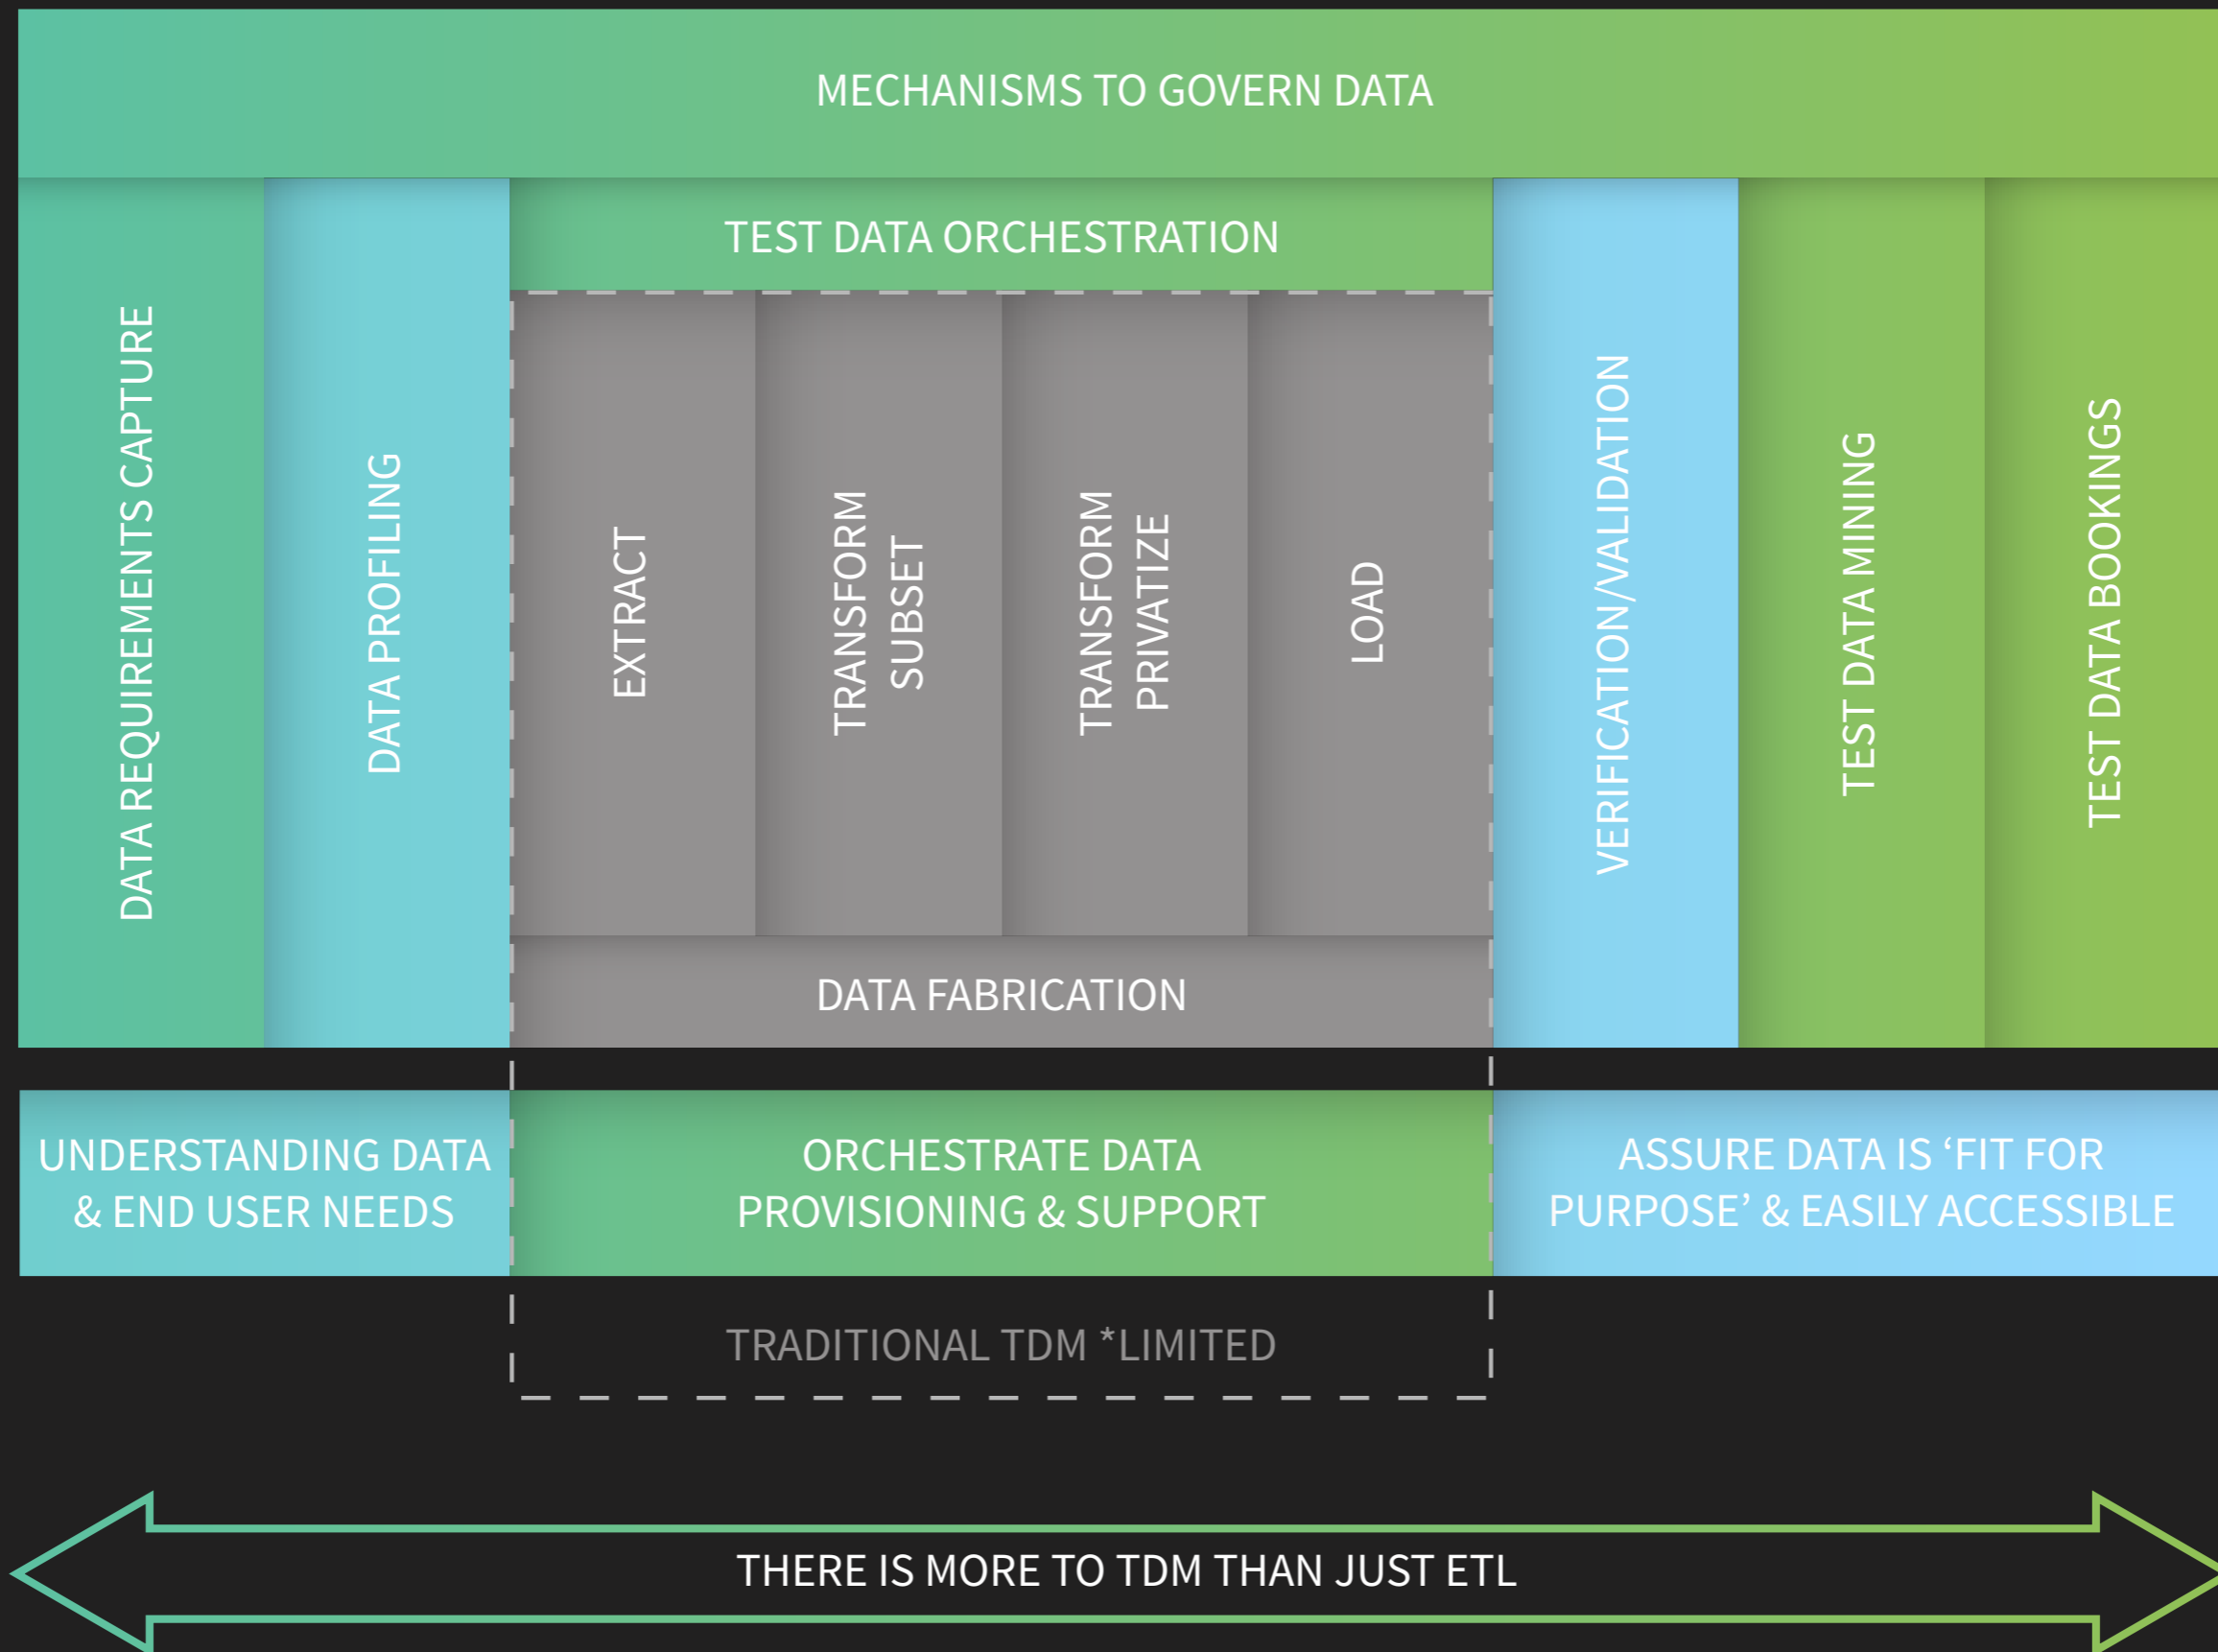 MECHANISMS TO GOVERN DATA
DATA REQUIREMENTS CAPTURE
DATA PROFILING
TEST DATA ORCHESTRATION
EXTRACT
TRANSFORM
SUBSET
TRANSFORM
PRIVATIZE
LOAD
DATA FABRICATION
VERIFICATION/VALIDATION
TEST DATA MINING
TEST DATA BOOKINGS
UNDERSTANDING DATA
& END USER NEEDS
ORCHESTRATE DATA
PROVISIONING & SUPPORT
ASSURE DATA IS ‘FIT FOR
PURPOSE’ & EASILY ACCESSIBLE
TRADITIONAL TDM *LIMITED
THERE IS MORE TO TDM THAN JUST ETL